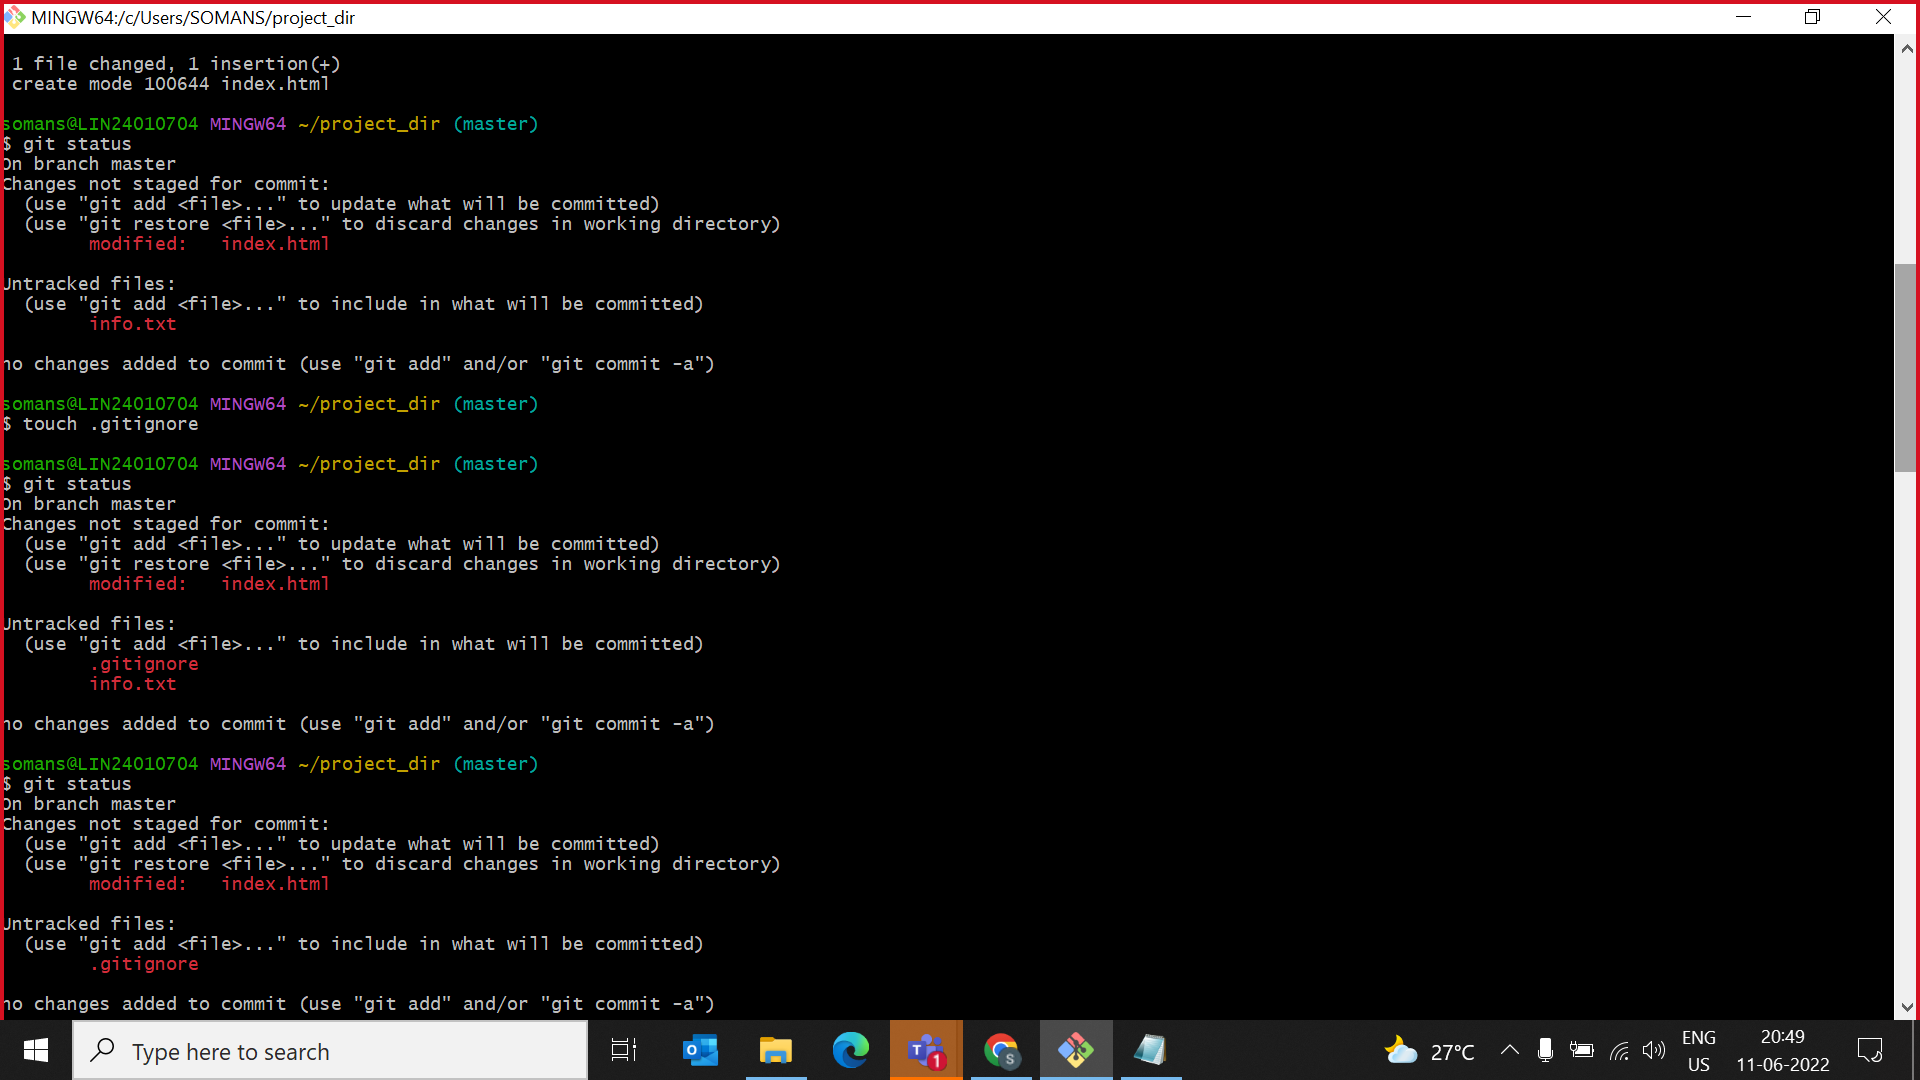 MINGW64:/c/Users/SOMANS/project_dir
1 file changed, 1 insertion(+)
create mode 100644 index.html
somans@LIN24010704 MINGW64 ~/project_dir (master)
$ git status
On branch master
Changes not staged for commit:
  (use "git add <file>..." to update what will be committed)
  (use "git restore <file>..." to discard changes in working directory)
        modified:   index.html
Untracked files:
  (use "git add <file>..." to include in what will be committed)
        info.txt
no changes added to commit (use "git add" and/or "git commit -a")
somans@LIN24010704 MINGW64 ~/project_dir (master)
$ touch .gitignore
somans@LIN24010704 MINGW64 ~/project_dir (master)
$ git status
On branch master
Changes not staged for commit:
  (use "git add <file>..." to update what will be committed)
  (use "git restore <file>..." to discard changes in working directory)
        modified:   index.html
Untracked files:
  (use "git add <file>..." to include in what will be committed)
        .gitignore
        info.txt
no changes added to commit (use "git add" and/or "git commit -a")
somans@LIN24010704 MINGW64 ~/project_dir (master)
$ git status
On branch master
Changes not staged for commit:
  (use "git add <file>..." to update what will be committed)
  (use "git restore <file>..." to discard changes in working directory)
        modified:   index.html
Untracked files:
  (use "git add <file>..." to include in what will be committed)
        .gitignore
no changes added to commit (use "git add" and/or "git commit -a")
Type here to search
27°C
ENG
US
20:49
11-06-2022